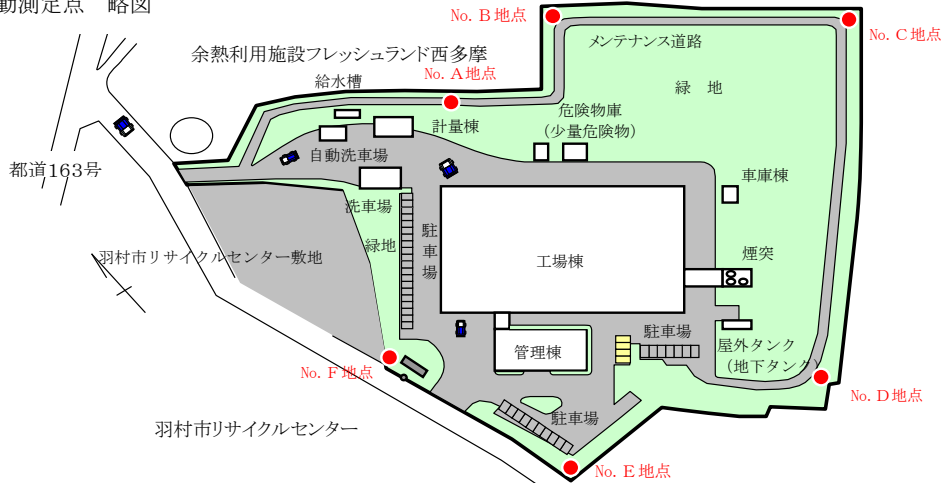 動測定点　略図
No. B 地点
No. C 地点
メンテナンス道路
余熱利用施設フレッシュランド西多摩
No. A 地点
給水槽
緑　地
危険物庫
（少量危険物）
計量棟
自動洗車場
都道163号
車庫棟
洗車場
緑地
駐車場
羽村市リサイクルセンター敷地
工場棟
煙突
駐車場
管理棟
屋外タンク
（地下タンク）
No. F 地点
No. D 地点
駐車場
羽村市リサイクルセンター
No. E 地点